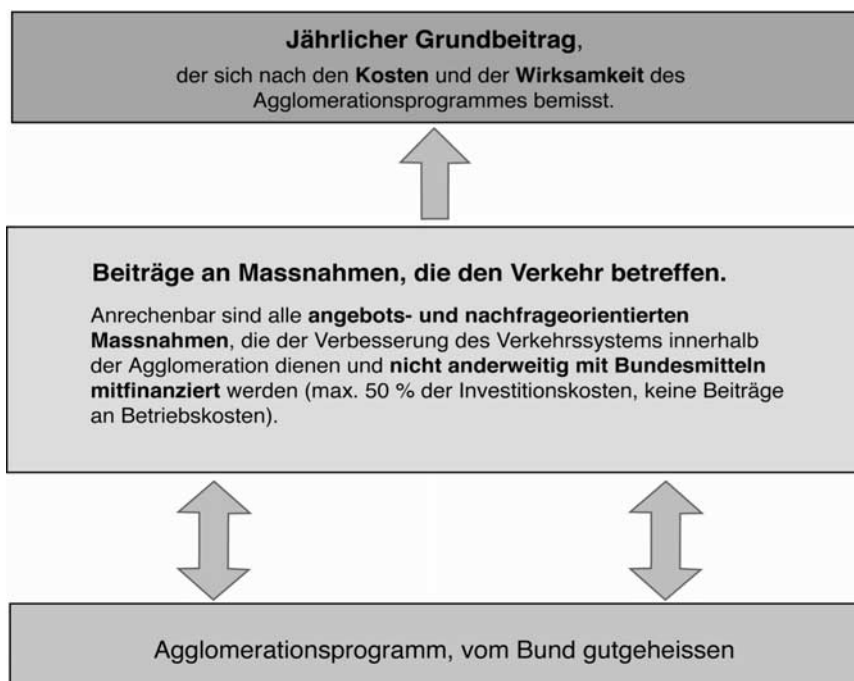 Jährlicher Grundbeitrag,
der sich nach den Kosten und der Wirksamkeit des
Agglomerationsprogrammes bemisst.
Beiträge an Massnahmen, die den Verkehr betreffen.
Anrechenbar sind alle angebots- und nachfrageorientierten
Massnahmen, die der Verbesserung des Verkehrssystems innerhalb
der Agglomeration dienen und nicht anderweitig mit Bundesmitteln
mitfinanziert werden (max. 50 % der Investitionskosten, keine Beiträge
an Betriebskosten).
Agglomerationsprogramm, vom Bund gutgeheissen